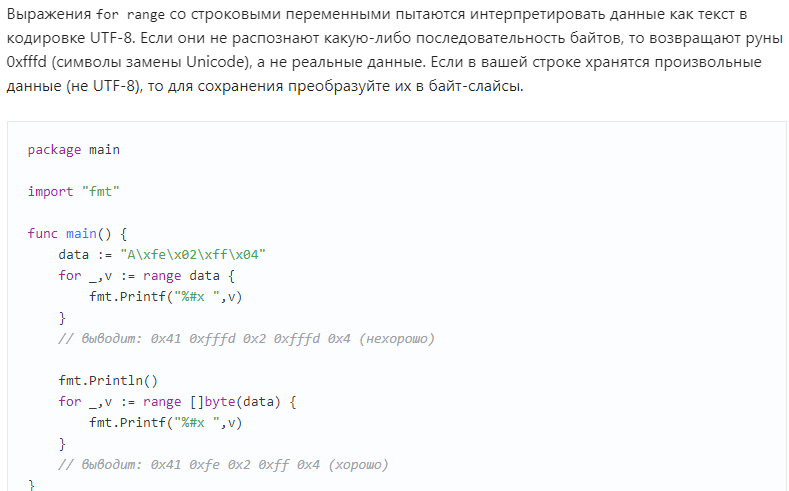 Выражения for range со строковыми переменными пытаются интерпретировать данные как текст в
кодировке UTF-8. Если они не распознают какую-либо последовательность байтов, то возвращают руны
0xfffd (символы замены Unicode), а не реальные данные. Если в вашей строке хранятся произвольные
данные (не UTF-8), то для сохранения преобразуйте их в байт-слайсы.
package main
import "fmt"
func main() {
    data := "A\xfe\x02\xff\x04"
    for _,v := range data {
        fmt.Printf("%#x ",v)
    }
    // выводит: 0x41 0xfffd 0x2 0xfffd 0x4 (нехорошо)
    fmt.Println()
    for _,v := range []byte(data) {
        fmt.Printf("%#x ",v)
    }
    // выводит: 0x41 0xfe 0x2 0xff 0x4 (хорошо)
}